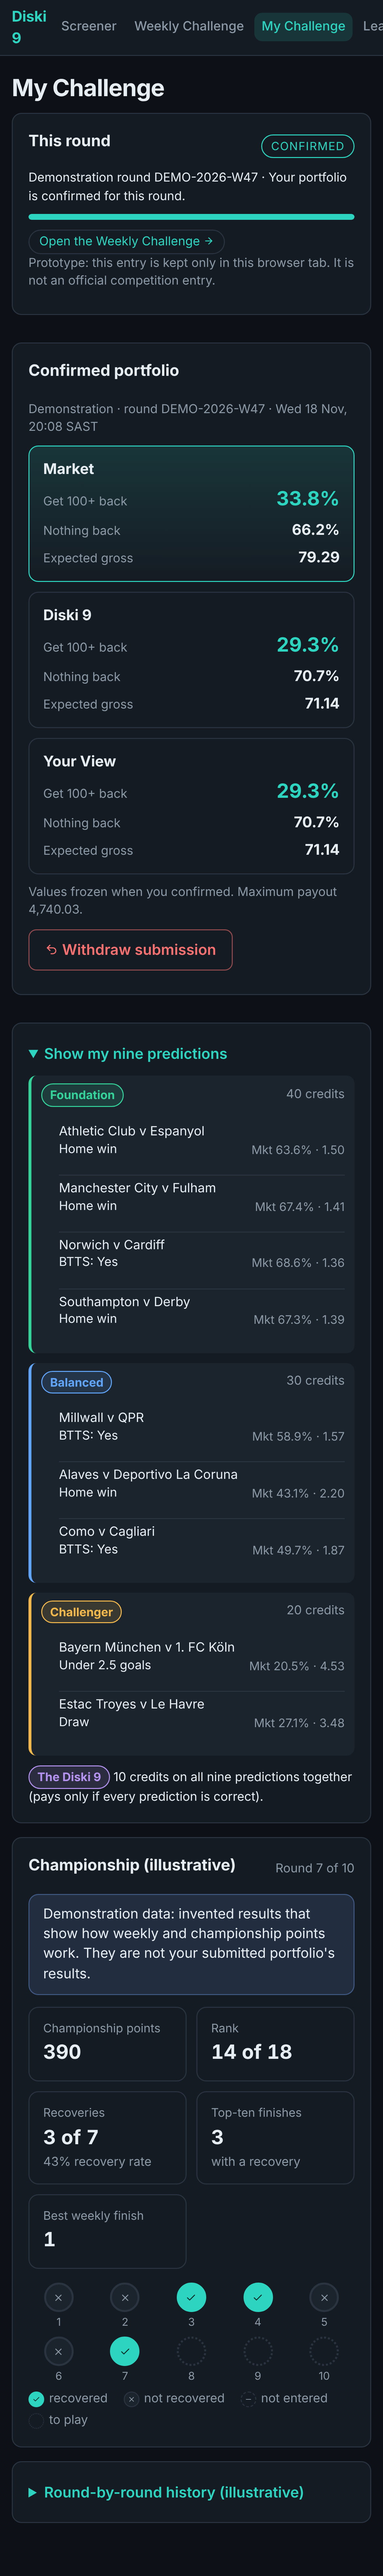 Diski 9
Screener
Weekly Challenge
My Challenge
Lea
My Challenge
This round
CONFIRMED
Demonstration round DEMO-2026-W47 · Your portfolio
is confirmed for this round.
Open the Weekly Challenge →
Prototype: this entry is kept only in this browser tab. It is
not an official competition entry.
Confirmed portfolio
Demonstration · round DEMO-2026-W47 · Wed 18 Nov,
20:08 SAST
Market
Get 100+ back 33.8%
Nothing back 66.2%
Expected gross 79.29
Diski 9
Get 100+ back 29.3%
Nothing back 70.7%
Expected gross 71.14
Your View
Get 100+ back 29.3%
Nothing back 70.7%
Expected gross 71.14
Values frozen when you confirmed. Maximum payout
4,740.03.
Withdraw submission
▼ Show my nine predictions
Foundation 40 credits
Athletic Club v Espanyol
Home win Mkt 63.6% · 1.50
Manchester City v Fulham
Home win Mkt 67.4% · 1.41
Norwich v Cardiff
BTTS: Yes Mkt 68.6% · 1.36
Southampton v Derby
Home win Mkt 67.3% · 1.39
Balanced 30 credits
Millwall v QPR
BTTS: Yes Mkt 58.9% · 1.57
Alaves v Deportivo La Coruna
Home win Mkt 43.1% · 2.20
Como v Cagliari
BTTS: Yes Mkt 49.7% · 1.87
Challenger 20 credits
Bayern München v 1. FC Köln
Under 2.5 goals Mkt 20.5% · 4.53
Estac Troyes v Le Havre
Draw Mkt 27.1% · 3.48
The Diski 9 10 credits on all nine predictions together
(pays only if every prediction is correct).
Championship (illustrative) Round 7 of 10
Demonstration data: invented results that
show how weekly and championship points
work. They are not your submitted portfolio's
results.
Championship points
390
Rank
14 of 18
Recoveries
3 of 7
43% recovery rate
Top-ten finishes
3
with a recovery
Best weekly finish
1
1 2 3 4 5
6 7 8 9 10
recovered not recovered not entered
to play
▶ Round-by-round history (illustrative)